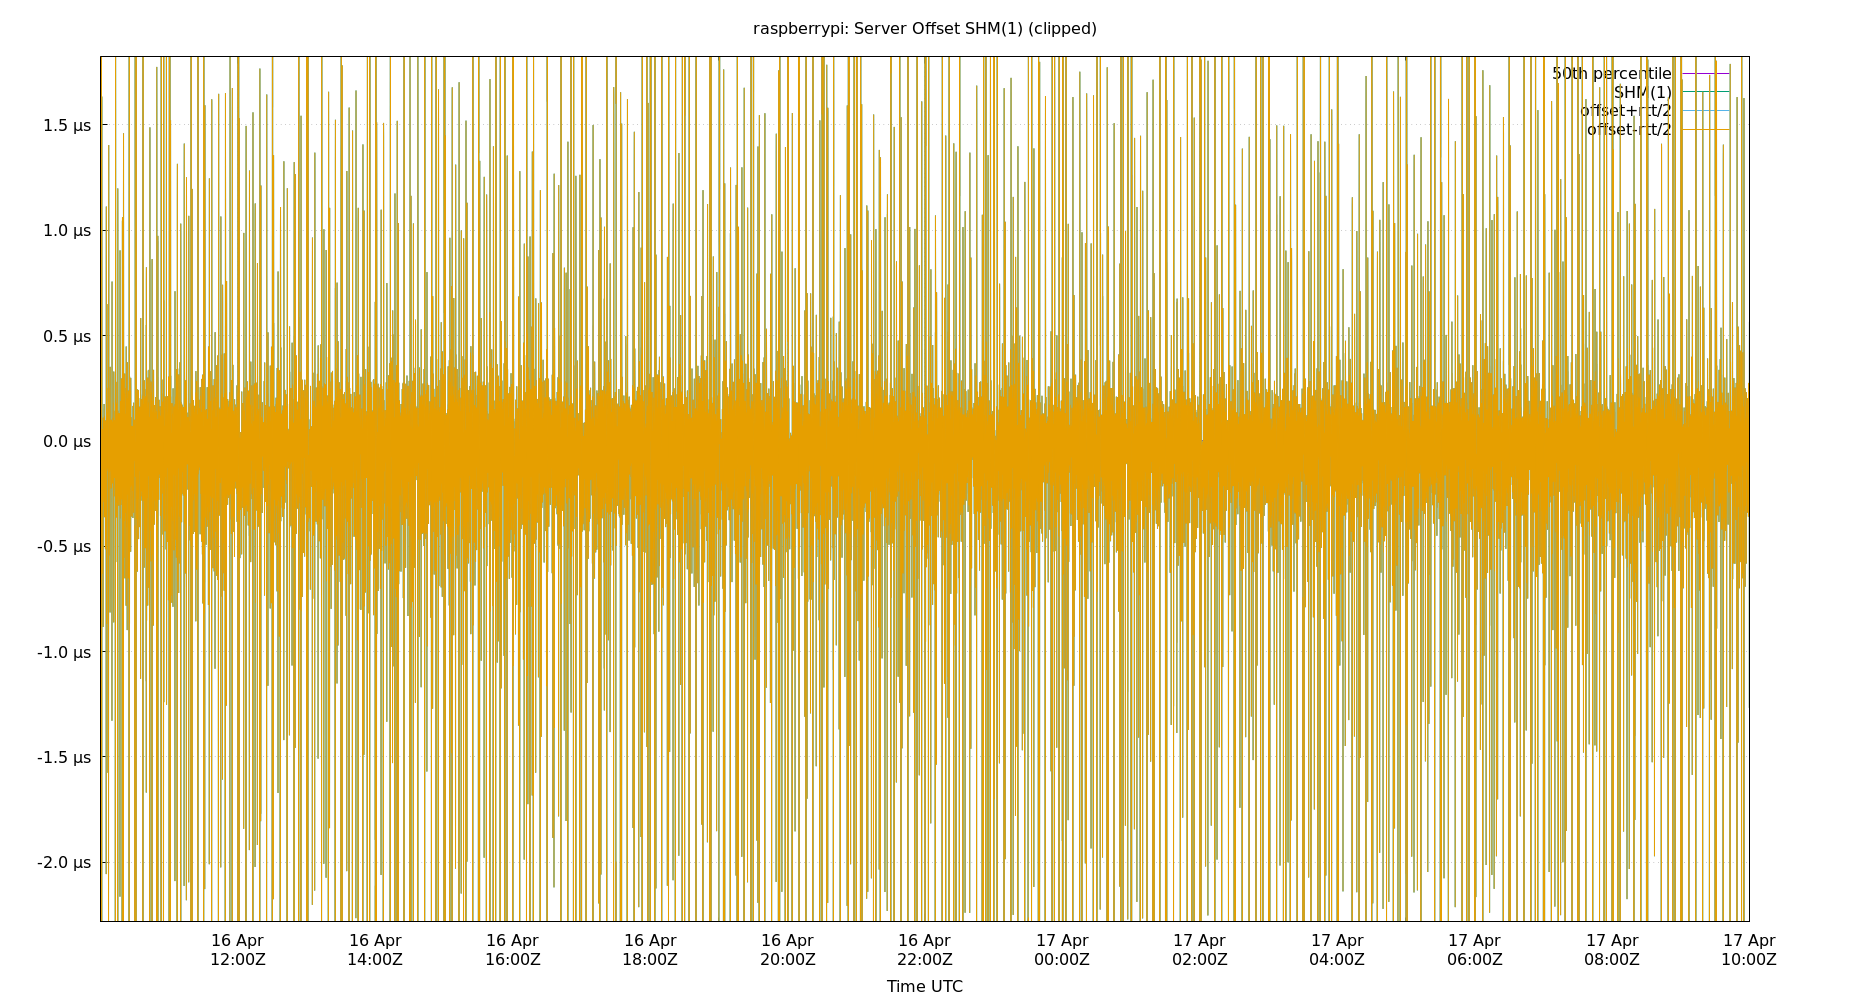 raspberrypi: Server Offset SHM(1) (clipped)
50th percentile
SHM(1)
offset+rtt/2
offset-rtt/2
1.5 µs
1.0 µs
0.5 µs
0.0 µs
-0.5 µs
-1.0 µs
-1.5 µs
-2.0 µs
16 Apr 16 Apr 16 Apr 16 Apr 16 Apr 16 Apr 17 Apr 17 Apr 17 Apr 17 Apr 17 Apr 17 Apr
12:00Z 14:00Z 16:00Z 18:00Z 20:00Z 22:00Z 00:00Z 02:00Z 04:00Z 06:00Z 08:00Z 10:00Z
Time UTC